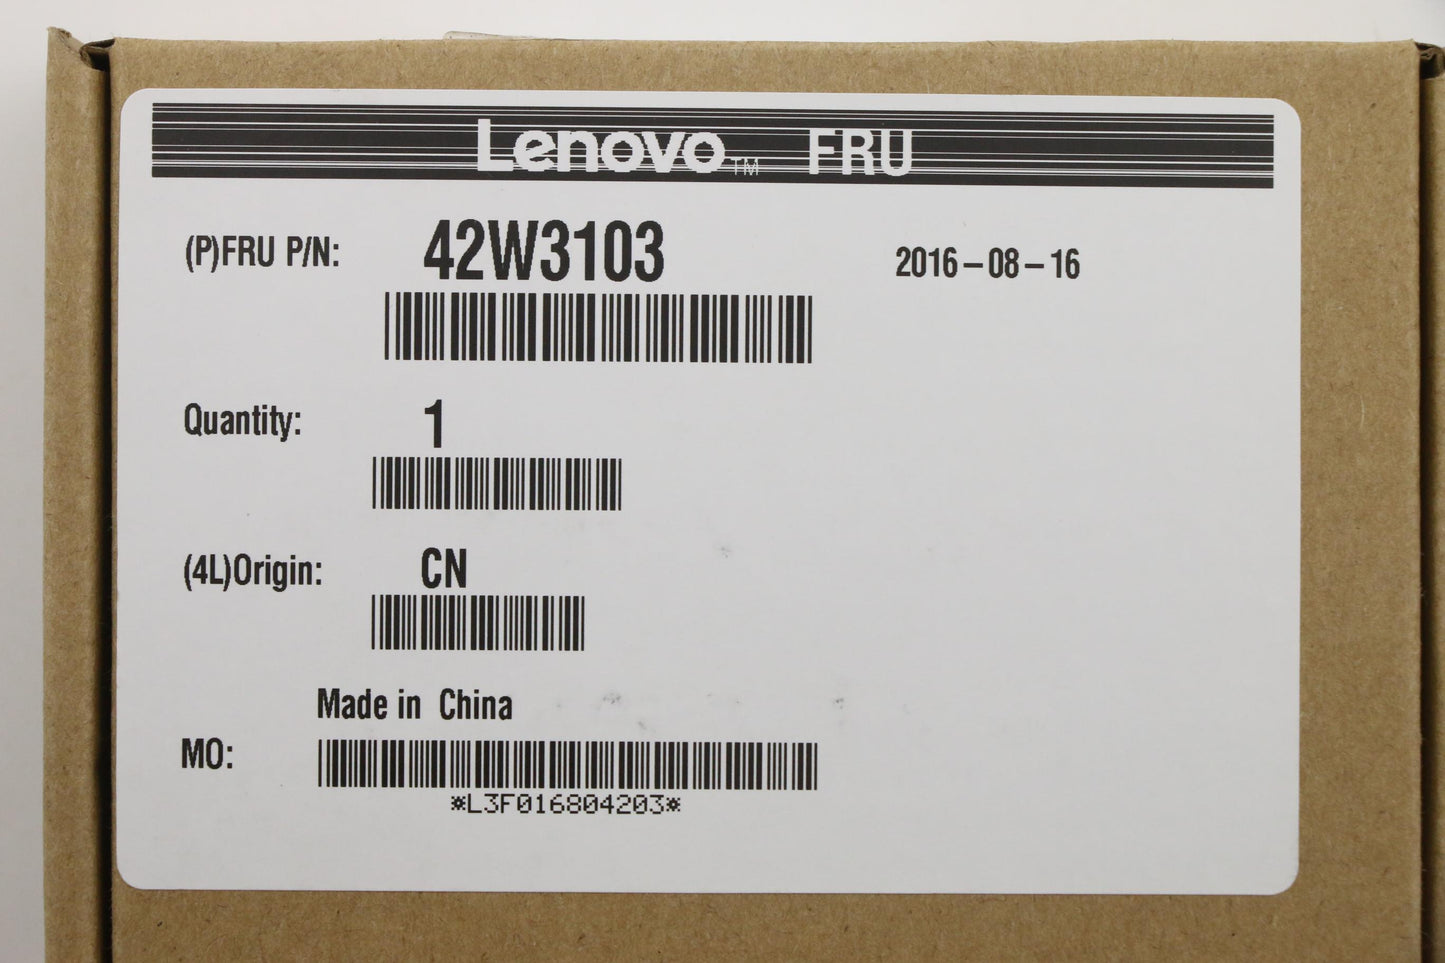 Lenovo™ FRU
(P)FRU P/N: 42W3103 2016-08-16
Quantity: 1
(4L)Origin: CN
Made in China
MO:
*L3F016804203*